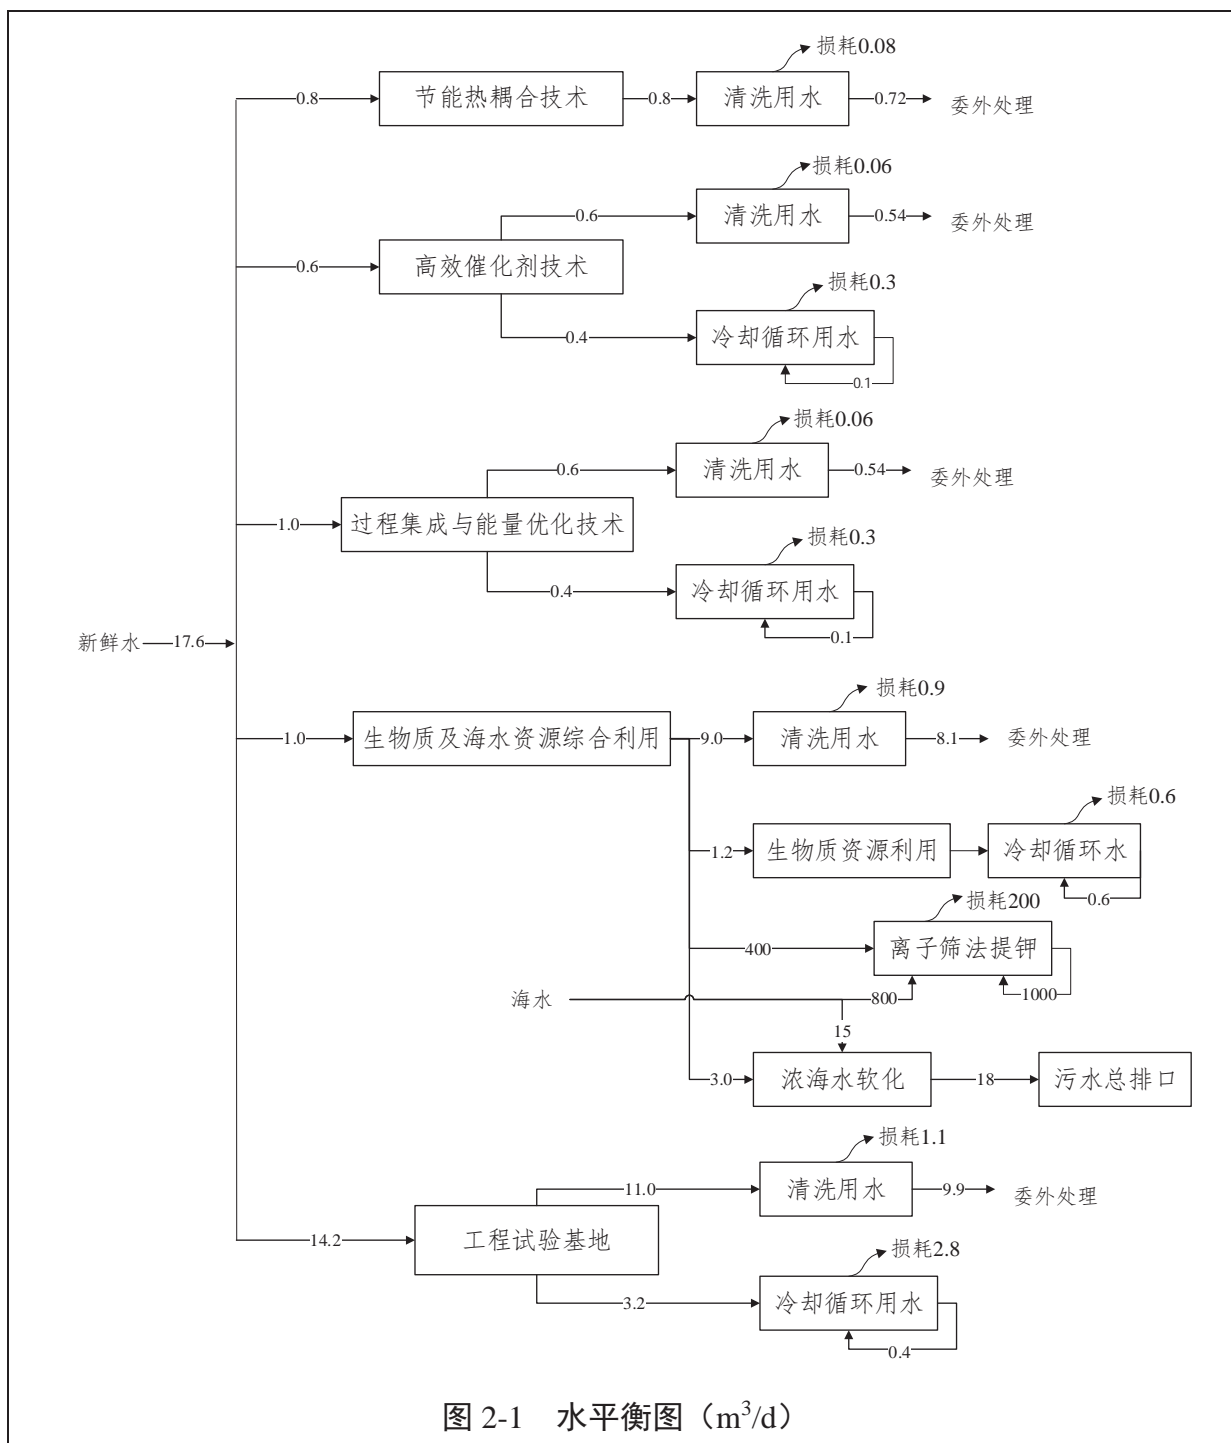 损耗0.08
0.8 节能热耦合技术 0.8 清洗用水 0.72 委外处理
损耗0.06
0.6 清洗用水 0.54 委外处理
0.6 高效催化剂技术
损耗0.3
0.4 冷却循环用水
0.1
损耗0.06
0.6 清洗用水 0.54 委外处理
1.0 过程集成与能量优化技术
损耗0.3
0.4 冷却循环用水
0.1
新鲜水 17.6
损耗0.9
1.0 生物质及海水资源综合利用 9.0 清洗用水 8.1 委外处理
损耗0.6
1.2 生物质资源利用 冷却循环水
0.6
损耗200
400 离子筛法提钾
海水 800 1000
15
3.0 浓海水软化 18 污水总排口
损耗1.1
11.0 清洗用水 9.9 委外处理
14.2 工程试验基地
损耗2.8
3.2 冷却循环用水
0.4
图 2-1 水平衡图（m³/d）